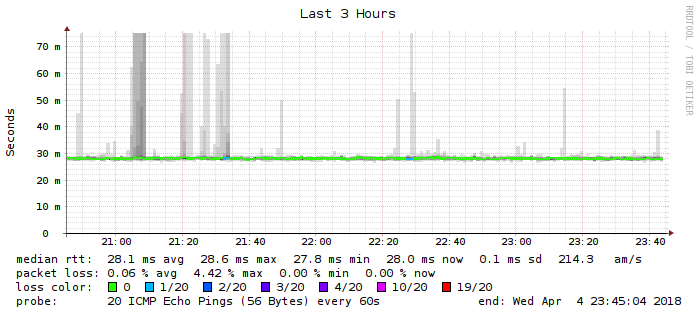 Last 3 Hours
RRDTOOL / TOBI OETIKER
Seconds
70 m
60 m
50 m
40 m
30 m
20 m
10 m
0
21:00 21:20 21:40 22:00 22:20 22:40 23:00 23:20 23:40
median rtt: 28.1 ms avg 28.6 ms max 27.8 ms min 28.0 ms now 0.1 ms sd 214.3 am/s
packet loss: 0.06 % avg 4.42 % max 0.00 % min 0.00 % now
loss color: 0 1/20 2/20 3/20 4/20 10/20 19/20
probe: 20 ICMP Echo Pings (56 Bytes) every 60s end: Wed Apr 4 23:45:04 2018